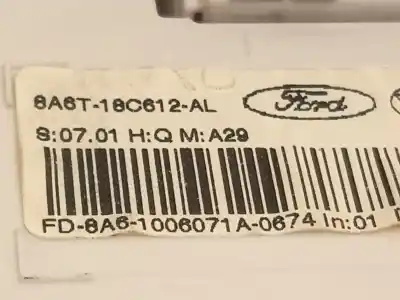 8A6T-18C612-AL
Ford
S:07.01 H:Q M:A29
FD-8A6-1006071A-0674 In:01